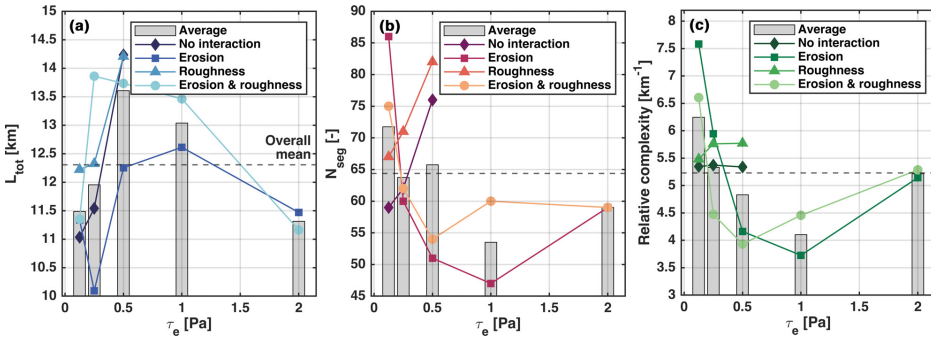 (a)
Average
No interaction
Erosion
Roughness
Erosion & roughness
Overall
mean
L_tot [km]
15
14.5
14
13.5
13
12.5
12
11.5
11
10.5
10
0
0.5
1
1.5
2
τ_e [Pa]
(b)
Average
No interaction
Erosion
Roughness
Erosion & roughness
N_seg [-]
90
85
80
75
70
65
60
55
50
45
0
0.5
1
1.5
2
τ_e [Pa]
(c)
Average
No interaction
Erosion
Roughness
Erosion & roughness
Relative complexity [km⁻¹]
8
7.5
7
6.5
6
5.5
5
4.5
4
3.5
3
0
0.5
1
1.5
2
τ_e [Pa]